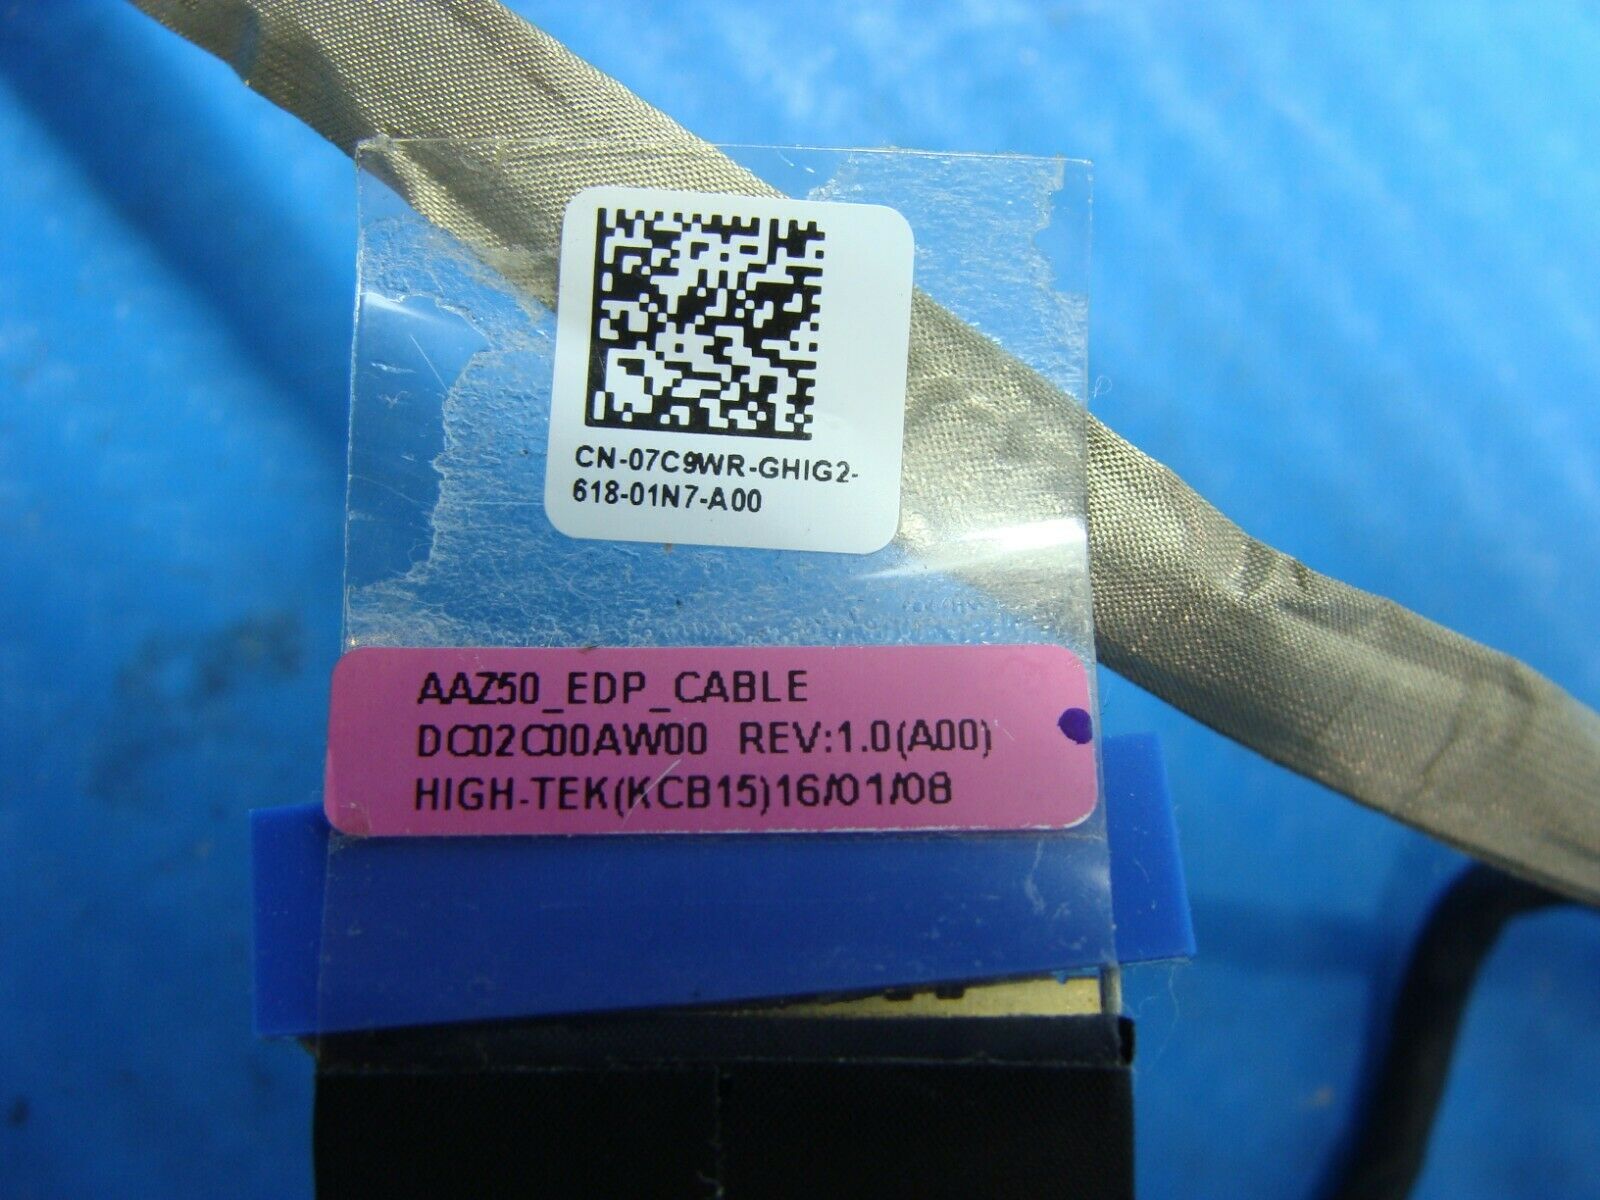 CN-07C9WR-GHIG2-
618-01N7-A00
AAZ50_EDP_CABLE
DC02C00AW00 REV:1.0(A00)
HIGH-TEK(KCB15)16/01/08